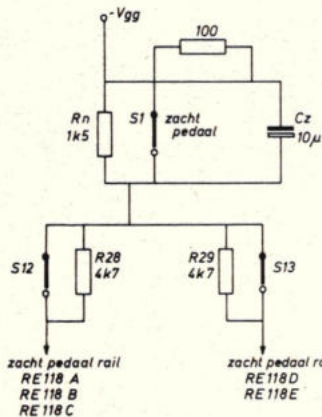 -Vgg
100
Rn
1k5
S1
zacht
pedaal
Cz
10µ
S12
R28
4k7
R29
4k7
S13
zacht pedaal rail
RE118 A
RE118 B
RE118 C
zacht pedaal ra
RE118D
RE118E